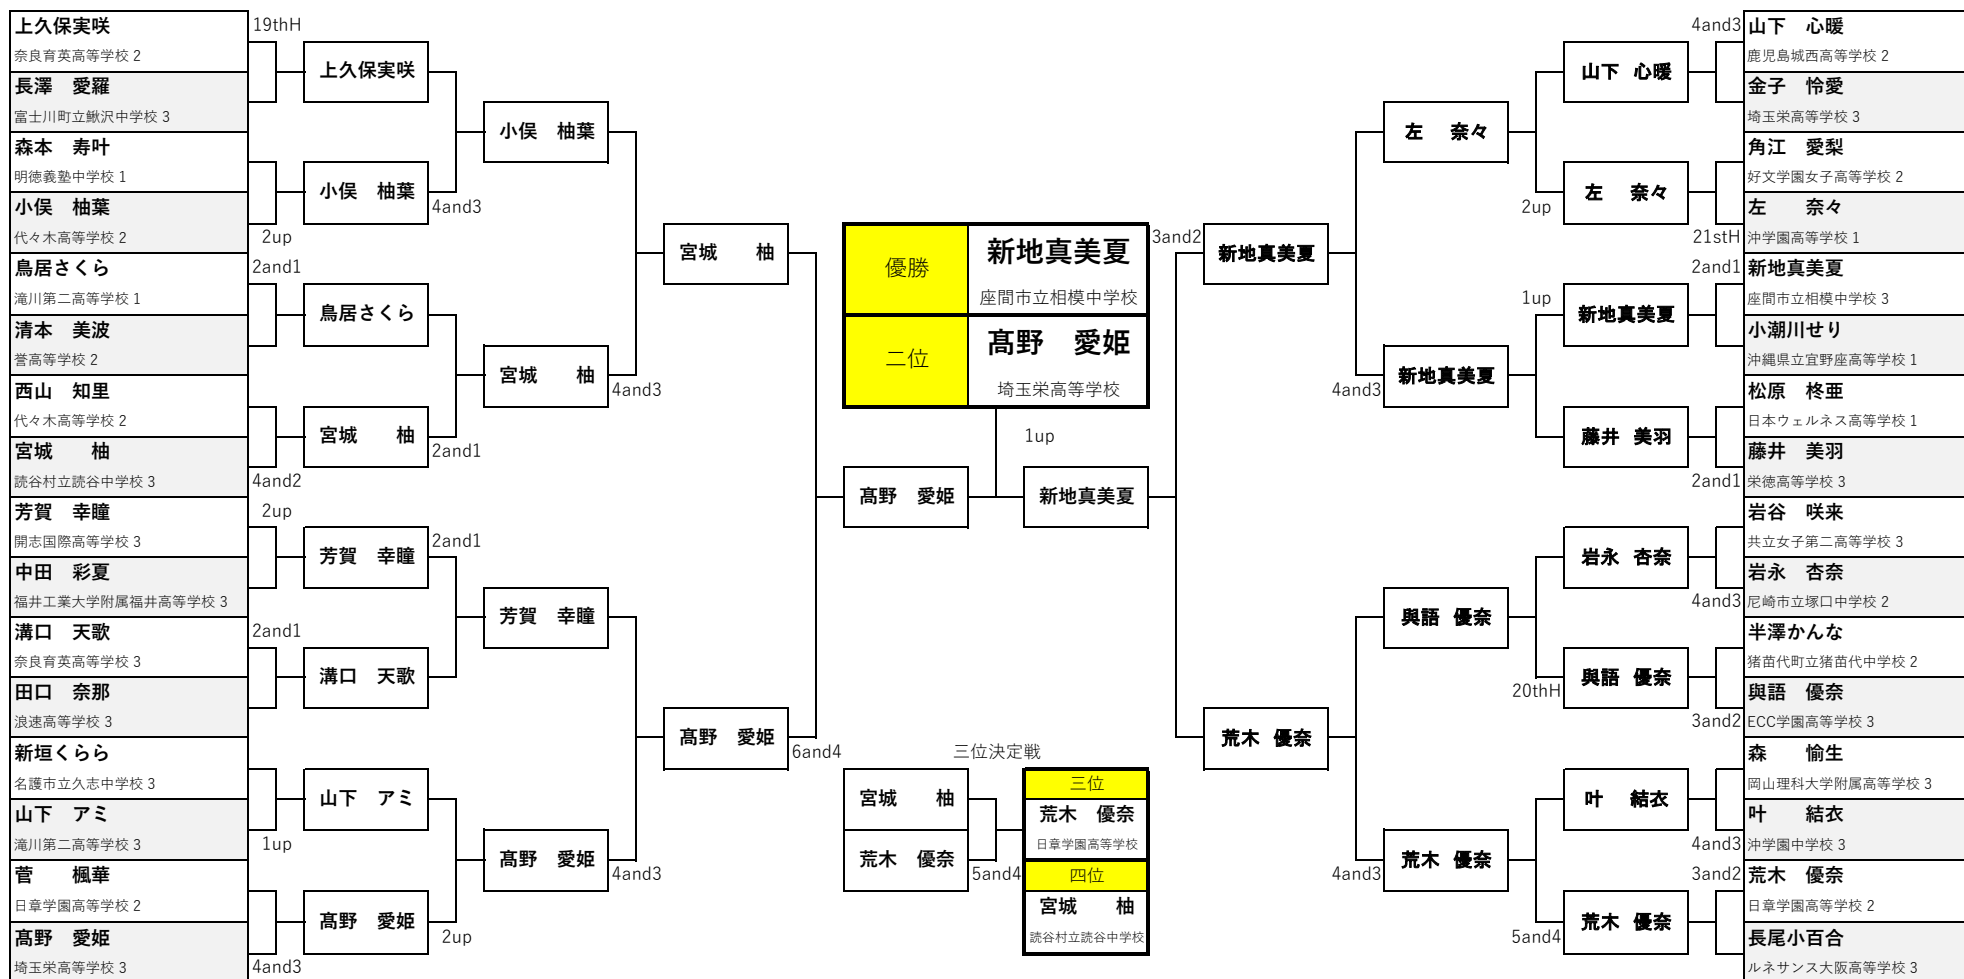 上久保実咲
奈良育英高等学校 2
長澤　愛羅
富士川町立鰍沢中学校 3
森本　寿叶
明徳義塾中学校 1
小俣　柚葉
代々木高等学校 2
鳥居さくら
滝川第二高等学校 1
清本　美波
誉高等学校 2
西山　知里
代々木高等学校 2
宮城　　柚
読谷村立読谷中学校 3
芳賀　幸瞳
開志国際高等学校 3
中田　彩夏
福井工業大学附属福井高等学校 3
溝口　天歌
奈良育英高等学校 3
田口　奈那
浪速高等学校 3
新垣くらら
名護市立久志中学校 3
山下　アミ
滝川第二高等学校 3
菅　　楓華
日章学園高等学校 2
髙野　愛姫
埼玉栄高等学校 3
19thH
2up
2and1
4and2
2up
2and1
1up
4and3
上久保実咲
小俣　柚葉
鳥居さくら
宮城　　柚
芳賀　幸瞳
溝口　天歌
山下　アミ
髙野　愛姫
4and3
2and1
2and1
2up
小俣　柚葉
宮城　　柚
芳賀　幸瞳
髙野　愛姫
4and3
4and3
宮城　　柚
髙野　愛姫
6and4
優勝
新地真美夏
座間市立相模中学校
二位
髙野　愛姫
埼玉栄高等学校
1up
髙野　愛姫
新地真美夏
三位決定戦
宮城　　柚
荒木　優奈
5and4
三位
荒木　優奈
日章学園高等学校
四位
宮城　　柚
読谷村立読谷中学校
3and2
新地真美夏
荒木 優奈
4and3
4and3
左　奈々
新地真美夏
與語 優奈
荒木 優奈
2up
1up
20thH
5and4
山下 心暖
左　奈々
新地真美夏
藤井 美羽
岩永 杏奈
與語 優奈
叶　結衣
荒木 優奈
4and3
21stH
2and1
2and1
4and3
3and2
4and3
3and2
山下　心暖
鹿児島城西高等学校 2
金子　怜愛
埼玉栄高等学校 3
角江　愛梨
好文学園女子高等学校 2
左　　奈々
沖学園高等学校 1
新地真美夏
座間市立相模中学校 3
小潮川せり
沖縄県立宜野座高等学校 1
松原　柊亜
日本ウェルネス高等学校 1
藤井　美羽
栄徳高等学校 3
岩谷　咲来
共立女子第二高等学校 3
岩永　杏奈
尼崎市立塚口中学校 2
半澤かんな
猪苗代町立猪苗代中学校 2
與語　優奈
ECC学園高等学校 3
森　　愉生
岡山理科大学附属高等学校 3
叶　　結衣
沖学園中学校 3
荒木　優奈
日章学園高等学校 2
長尾小百合
ルネサンス大阪高等学校 3